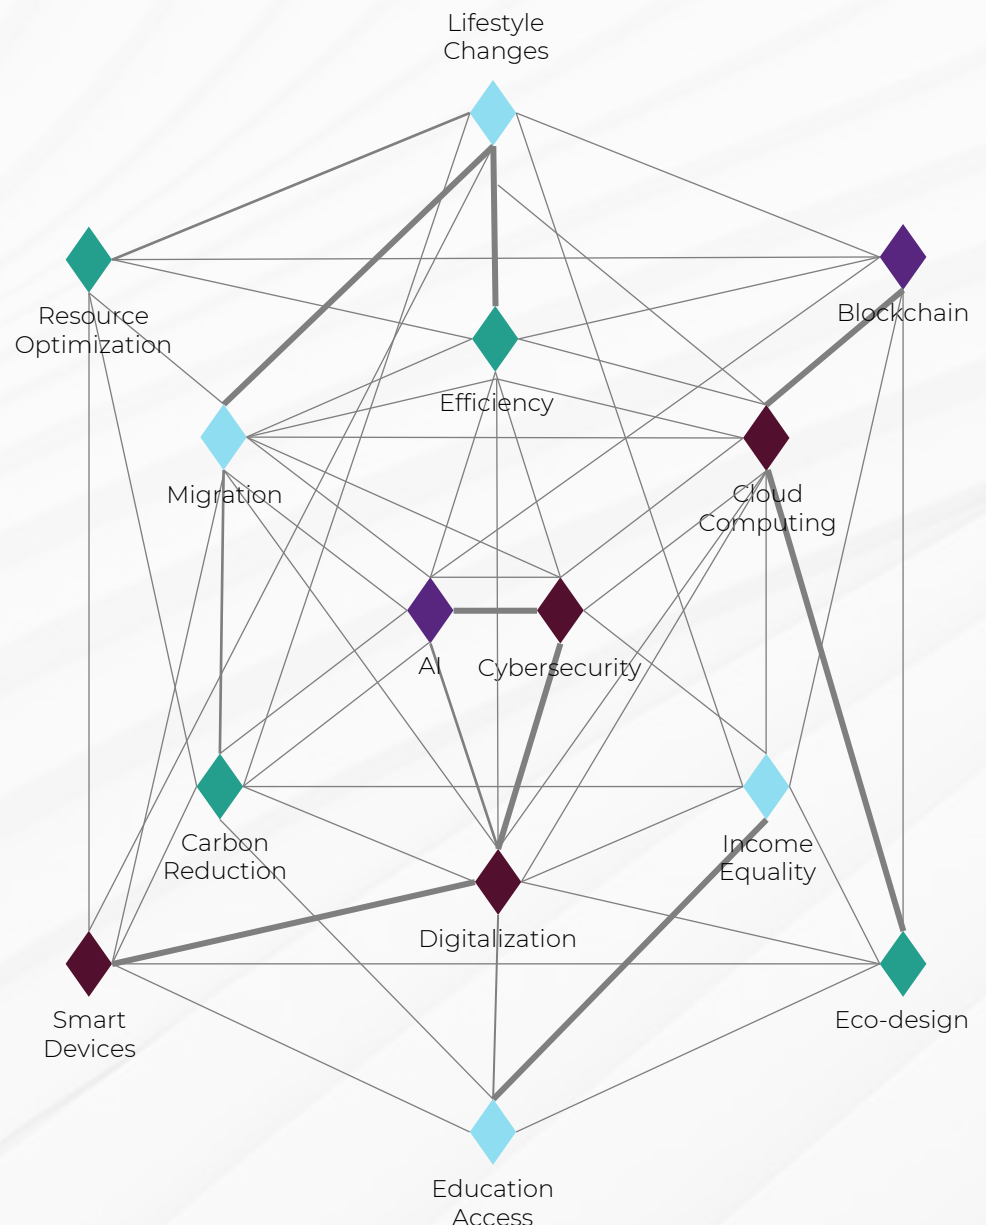 Lifestyle
Changes
Blockchain
Resource
Optimization
Efficiency
Migration
Cloud
Computing
AI
Cybersecurity
Carbon
Reduction
Income
Equality
Digitalization
Smart
Devices
Eco-design
Education
Access